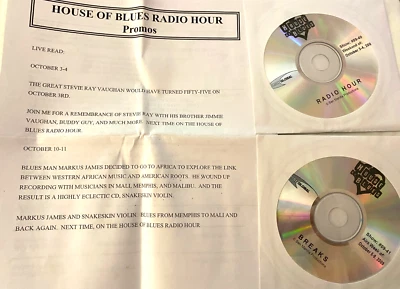 HOUSE OF BLUES RADIO HOUR
Promos
LIVE READ:
OCTOBER 3-4
THE GREAT STEVIE RAY VAUGHAN WOULD HAVE TURNED FIFTY-FIVE ON
OCTOBER 3RD.
JOIN ME FOR A REMEMBRANCE OF STEVIE RAY WITH HIS BROTHER JIMMIE
VAUGHAN, BUDDY GUY, AND MUCH MORE. NEXT TIME ON THE HOUSE OF
BLUES RADIO HOUR
OCTOBER 10-11
BLUES MAN MARKUS JAMES DECIDED TO GO TO AFRICA TO EXPLORE THE LINK
BETWEEN WESTERN AFRICAN MUSIC AND AMERICAN ROOTS. HE WOUND UP
RECORDING WITH MUSICIANS IN MALI, MEMPHIS, AND MALIBU. AND THE
RESULT IS A HIGHLY ECLECTIC CD, SNAKESKIN VIOLIN.
MARKUS JAMES AND SNAKESKIN VIOLIN: BLUES FROM MEMPHIS TO MALI AND
BACK AGAIN. NEXT TIME, ON THE HOUSE OF BLUES RADIO HOUR
RADIO HOUR
BREAKS